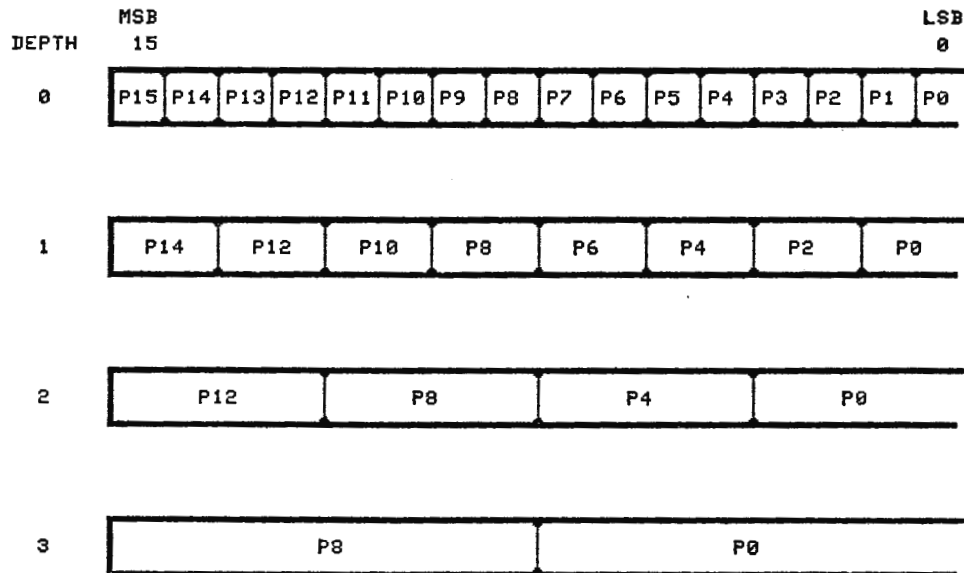 MSB LSB
DEPTH 15 0
0 P15 P14 P13 P12 P11 P10 P9 P8 P7 P6 P5 P4 P3 P2 P1 P0
1 P14 P12 P10 P8 P6 P4 P2 P0
2 P12 P8 P4 P0
3 P8 P0